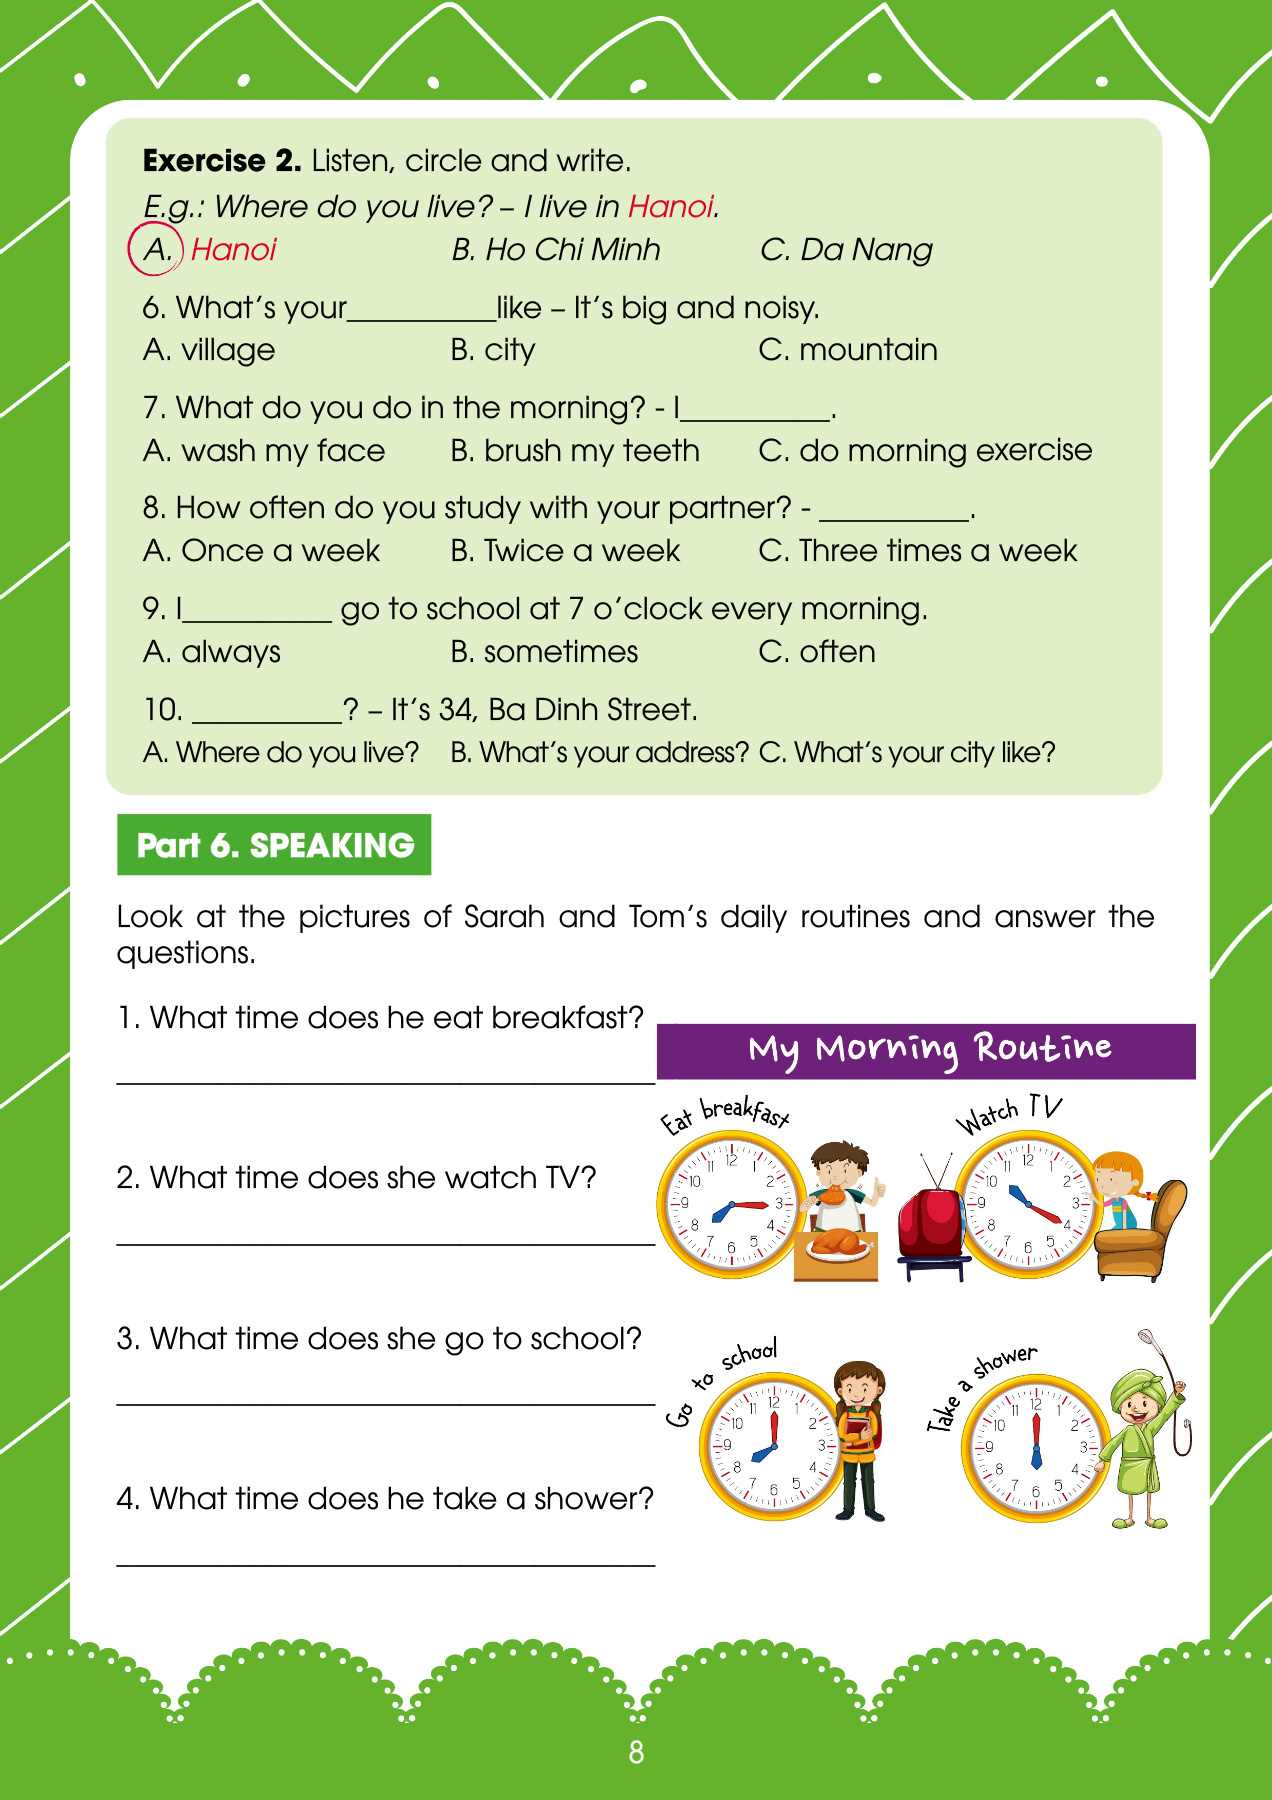 Exercise 2. Listen, circle and write.
E.g.: Where do you live? – I live in Hanoi.
A. Hanoi B. Ho Chi Minh C. Da Nang
6. What's your__________like – It's big and noisy.
A. village B. city C. mountain
7. What do you do in the morning? - I__________.
A. wash my face B. brush my teeth C. do morning exercise
8. How often do you study with your partner? - __________.
A. Once a week B. Twice a week C. Three times a week
9. I__________ go to school at 7 o'clock every morning.
A. always B. sometimes C. often
10. __________? – It's 34, Ba Dinh Street.
A. Where do you live? B. What's your address? C. What's your city like?
Part 6. SPEAKING
Look at the pictures of Sarah and Tom's daily routines and answer the
questions.
1. What time does he eat breakfast?
2. What time does she watch TV?
3. What time does she go to school?
4. What time does he take a shower?
My Morning Routine
Eat breakfast
12 1 2 3 4 5 6 7 8 9 10 11
Watch TV
12 1 2 3 4 5 6 7 8 9 10 11
Go to school
12 1 2 3 4 5 6 7 8 9 10 11
Take a shower
12 1 2 3 4 5 6 7 8 9 10 11
8